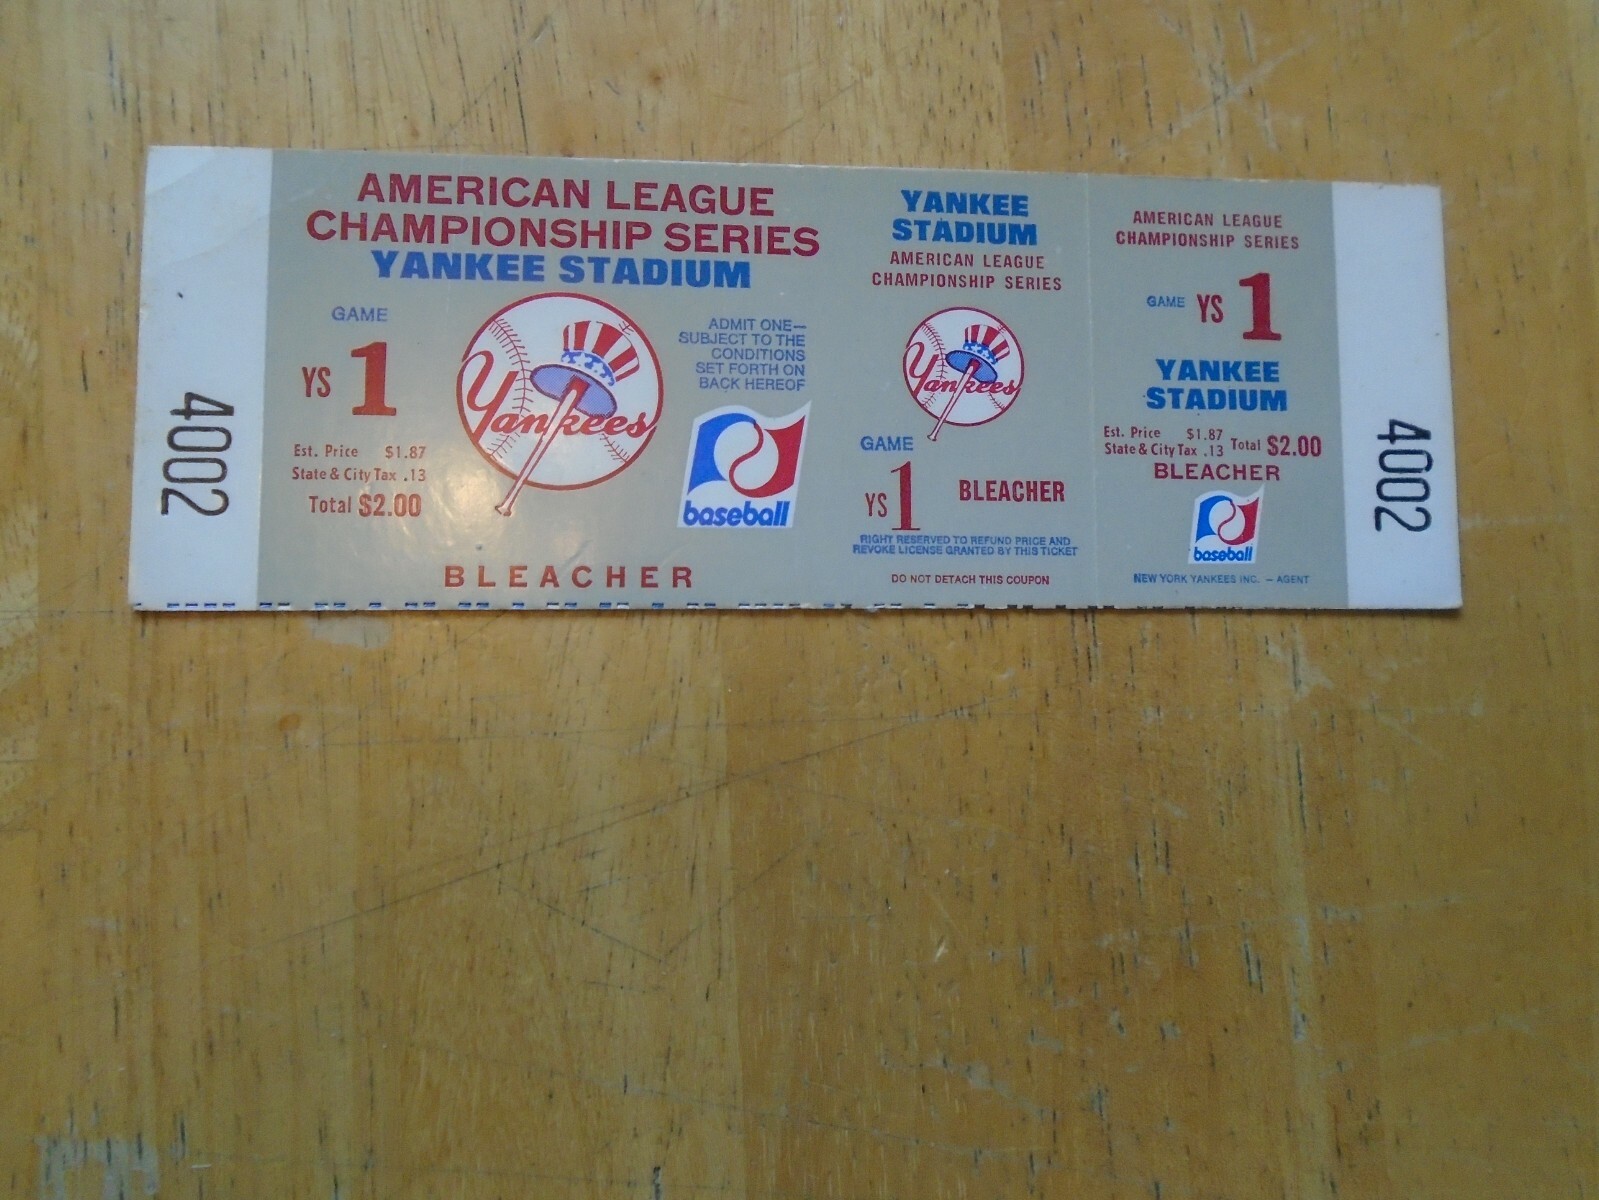 4002
AMERICAN LEAGUE
CHAMPIONSHIP SERIES
YANKEE STADIUM
GAME
YS 1
Est. Price $1.87
State & City Tax .13
Total $2.00
Yankees
ADMIT ONE—
SUBJECT TO THE
CONDITIONS
SET FORTH ON
BACK HEREOF
baseball
BLEACHER
YANKEE
STADIUM
AMERICAN LEAGUE
CHAMPIONSHIP SERIES
Yankees
GAME
YS 1 BLEACHER
RIGHT RESERVED TO REFUND PRICE AND
REVOKE LICENSE GRANTED BY THIS TICKET
DO NOT DETACH THIS COUPON
AMERICAN LEAGUE
CHAMPIONSHIP SERIES
GAME YS 1
YANKEE
STADIUM
Est. Price $1.87
State & City Tax .13 Total $2.00
BLEACHER
baseball
NEW YORK YANKEES INC. — AGENT
4002